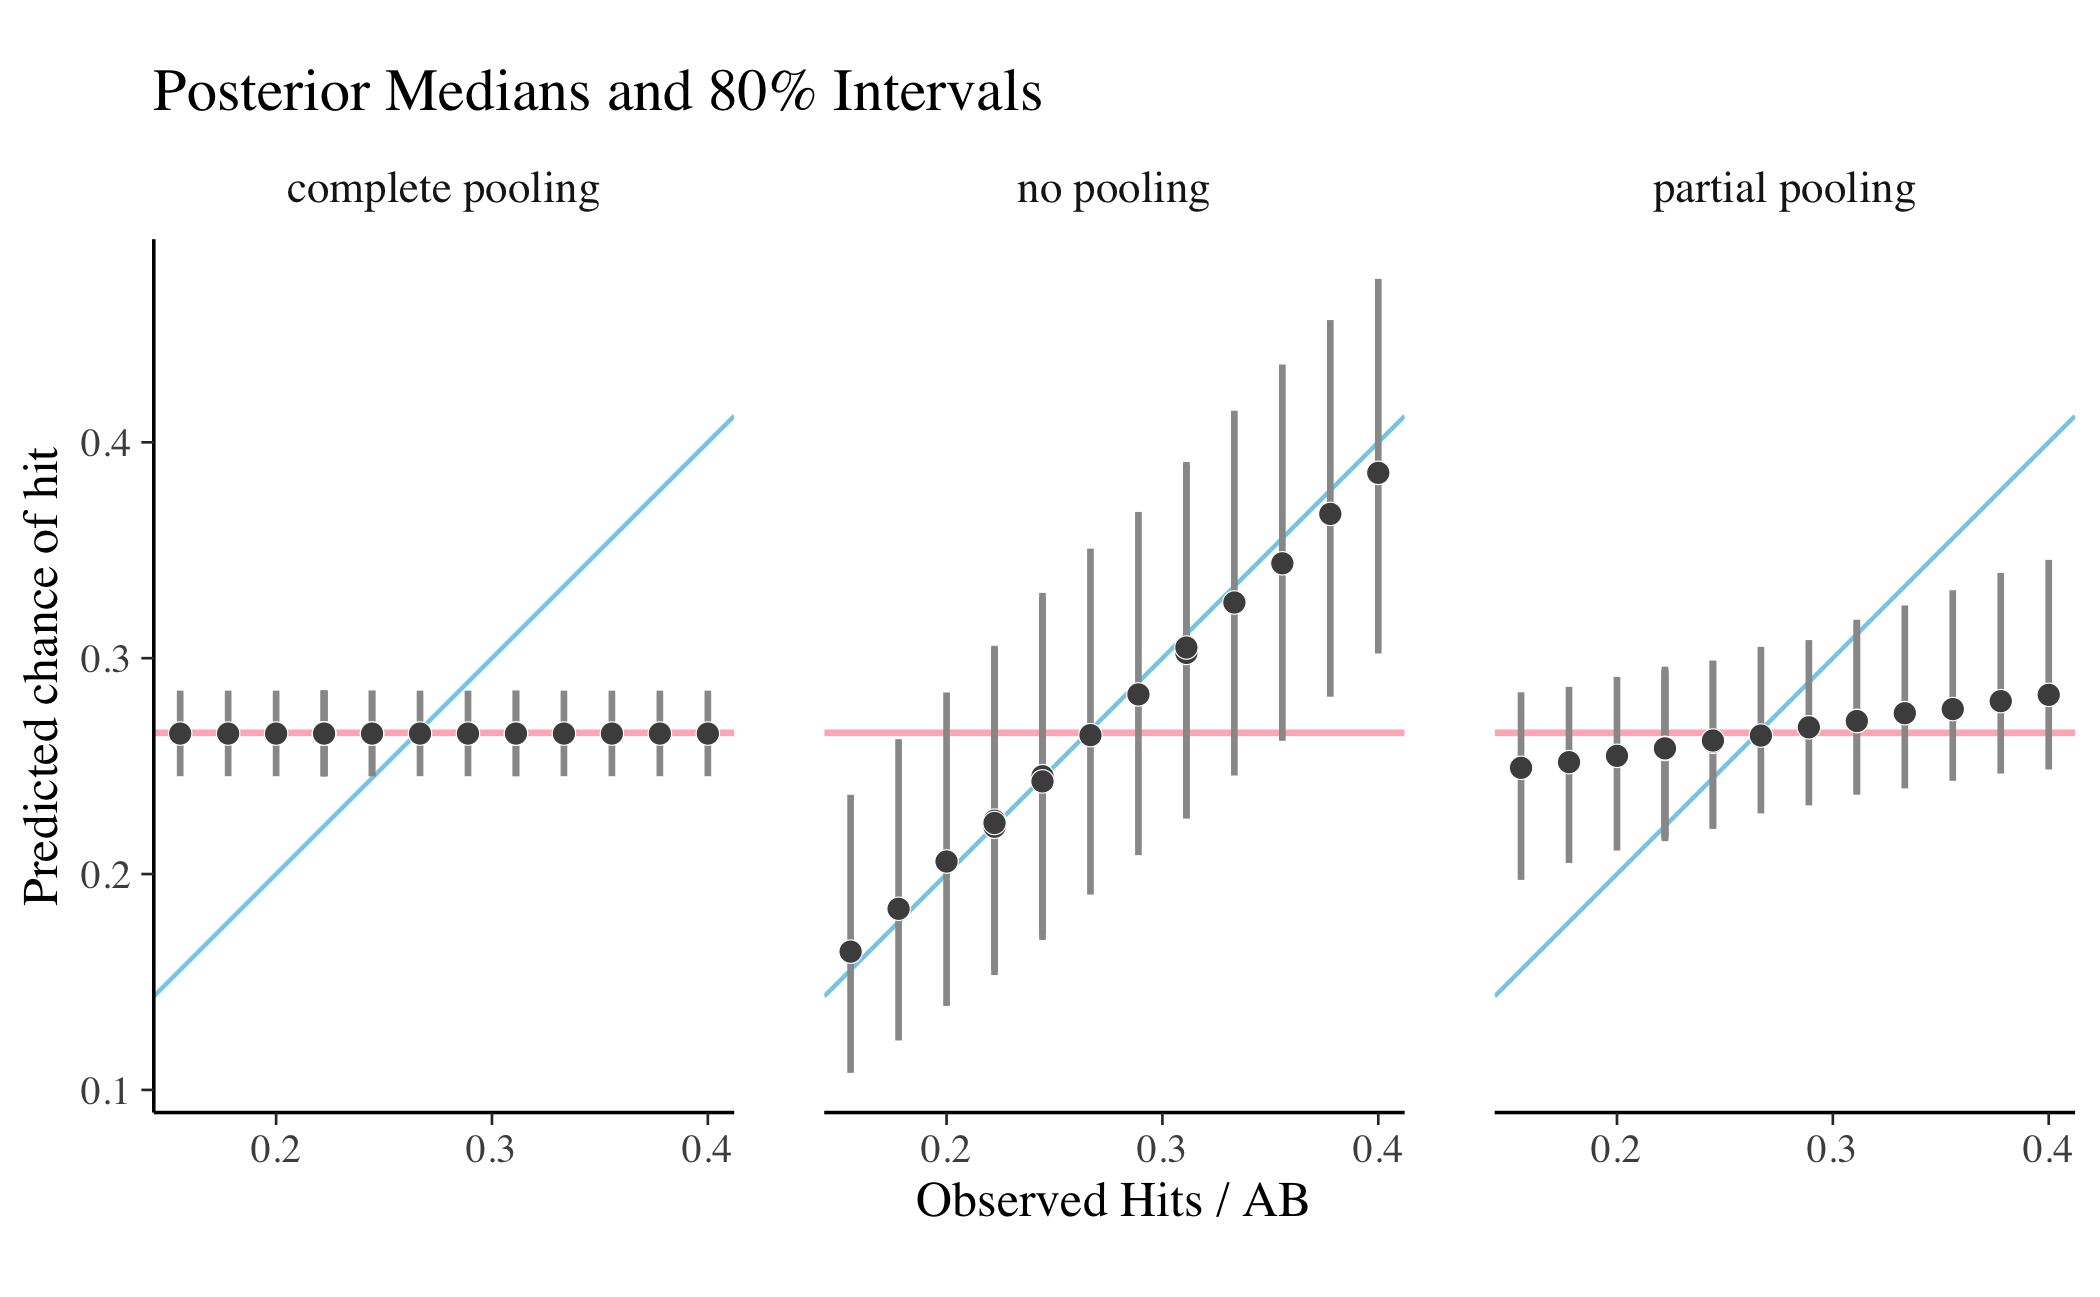 Posterior Medians and 80% Intervals
complete pooling
no pooling
partial pooling
Predicted chance of hit
0.4
0.3
0.2
0.1
0.2 0.3 0.4
0.2 0.3 0.4
0.2 0.3 0.4
Observed Hits / AB